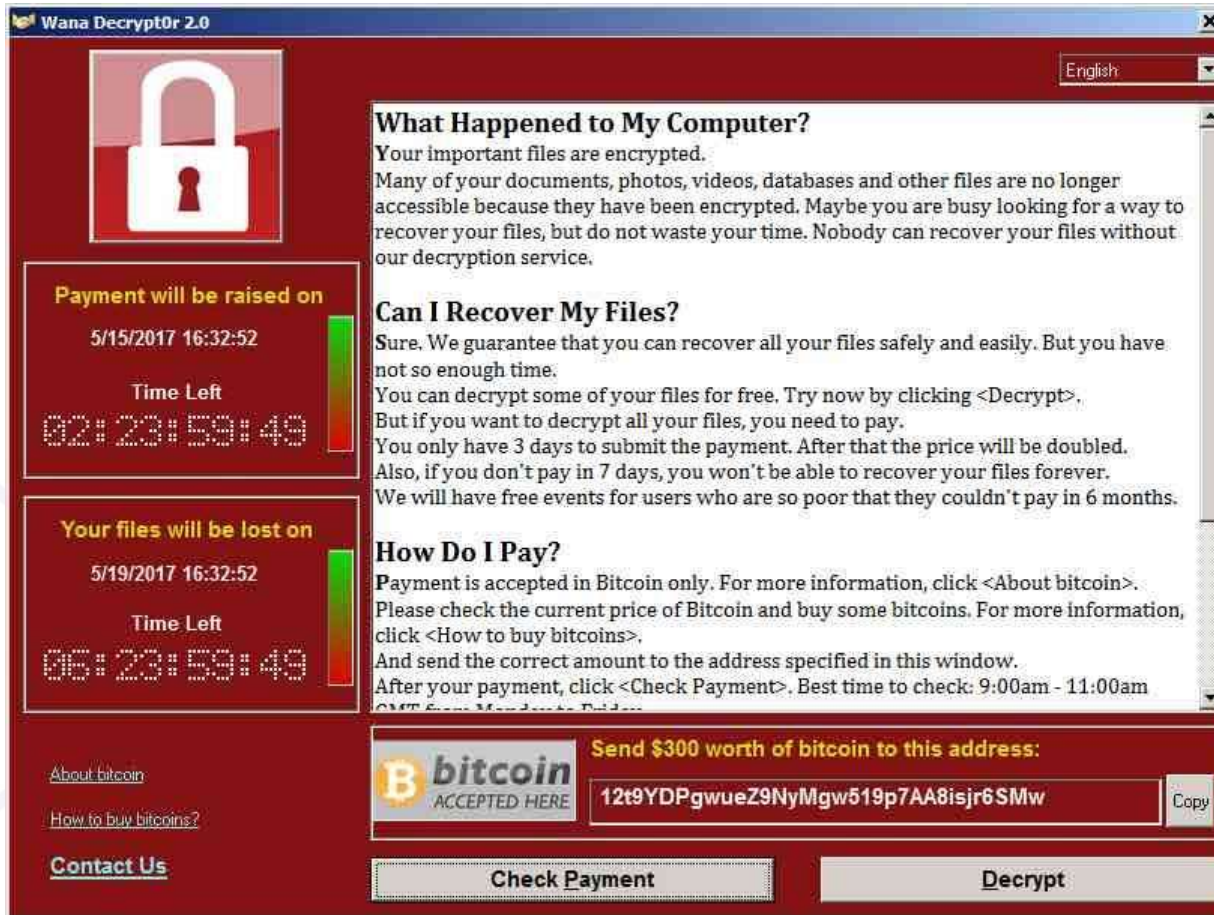 Wana Decrypt0r 2.0
English
What Happened to My Computer?
Your important files are encrypted.
Many of your documents, photos, videos, databases and other files are no longer
accessible because they have been encrypted. Maybe you are busy looking for a way to
recover your files, but do not waste your time. Nobody can recover your files without
our decryption service.
Can I Recover My Files?
Sure. We guarantee that you can recover all your files safely and easily. But you have
not so enough time.
You can decrypt some of your files for free. Try now by clicking <Decrypt>.
But if you want to decrypt all your files, you need to pay.
You only have 3 days to submit the payment. After that the price will be doubled.
Also, if you don't pay in 7 days, you won't be able to recover your files forever.
We will have free events for users who are so poor that they couldn't pay in 6 months.
How Do I Pay?
Payment is accepted in Bitcoin only. For more information, click <About bitcoin>.
Please check the current price of Bitcoin and buy some bitcoins. For more information,
click <How to buy bitcoins>.
And send the correct amount to the address specified in this window.
After your payment, click <Check Payment>. Best time to check: 9:00am - 11:00am
GMT from Monday to Friday
Payment will be raised on
5/15/2017 16:32:52
Time Left
02:23:59:49
Your files will be lost on
5/19/2017 16:32:52
Time Left
06:23:59:49
About bitcoin
How to buy bitcoins?
Contact Us
bitcoin
ACCEPTED HERE
Send $300 worth of bitcoin to this address:
12t9YDPgwueZ9NyMgw519p7AA8isjr6SMw
Copy
Check Payment
Decrypt